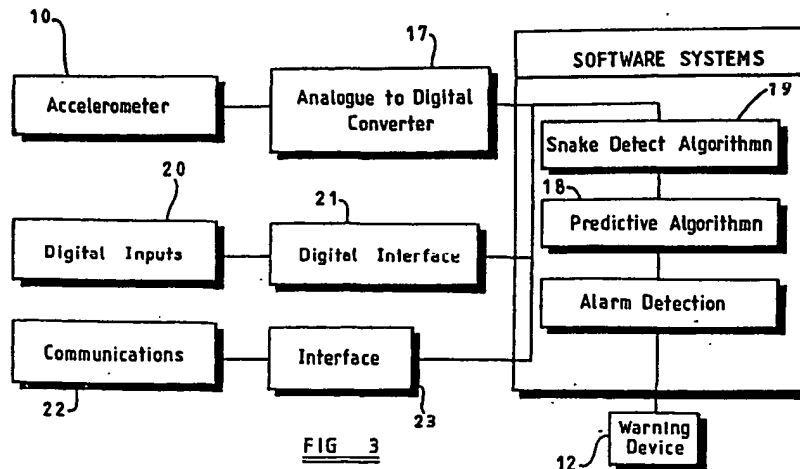 10
17
SOFTWARE SYSTEMS
Accelerometer
Analogue to Digital
Converter
19
Snake Detect Algorithmn
20
21
18
Predictive Algorithmn
Digital Inputs
Digital Interface
Alarm Detection
Communications
Interface
22
23
Warning
Device
12
FIG 3